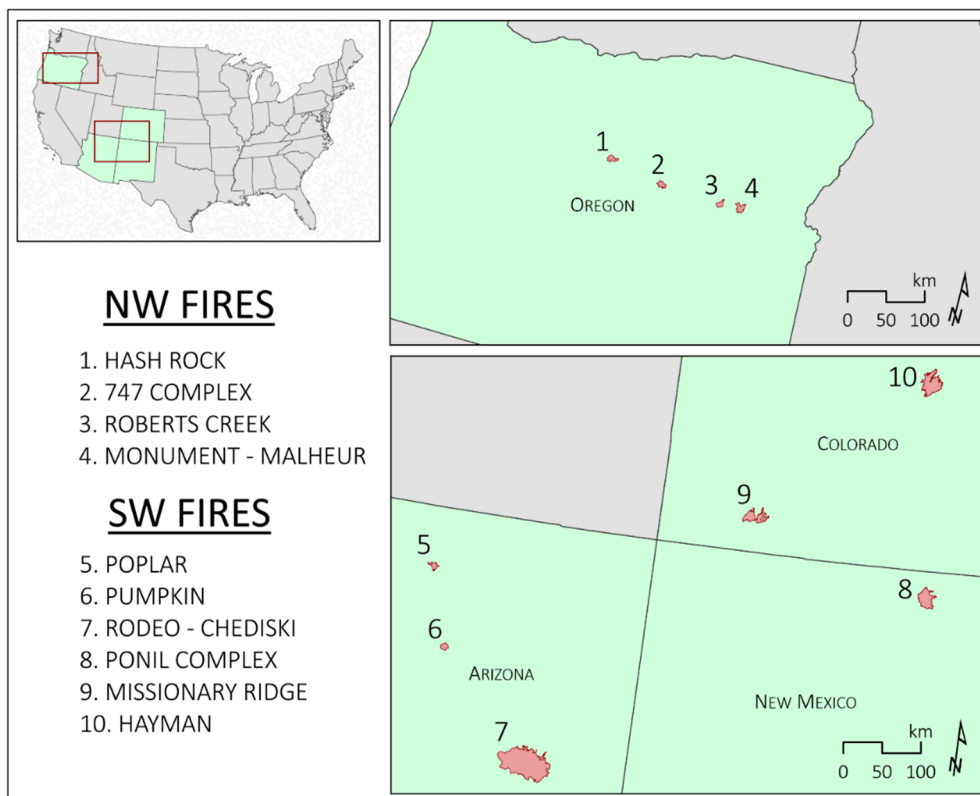 NW FIRES
1. HASH ROCK
2. 747 COMPLEX
3. ROBERTS CREEK
4. MONUMENT - MALHEUR
SW FIRES
5. POPLAR
6. PUMPKIN
7. RODEO - CHEDISKI
8. PONIL COMPLEX
9. MISSIONARY RIDGE
10. HAYMAN
1
2
3
4
OREGON
km
0 50 100
N
10
COLORADO
9
5
8
6
ARIZONA
NEW MEXICO
7
km
0 50 100
N